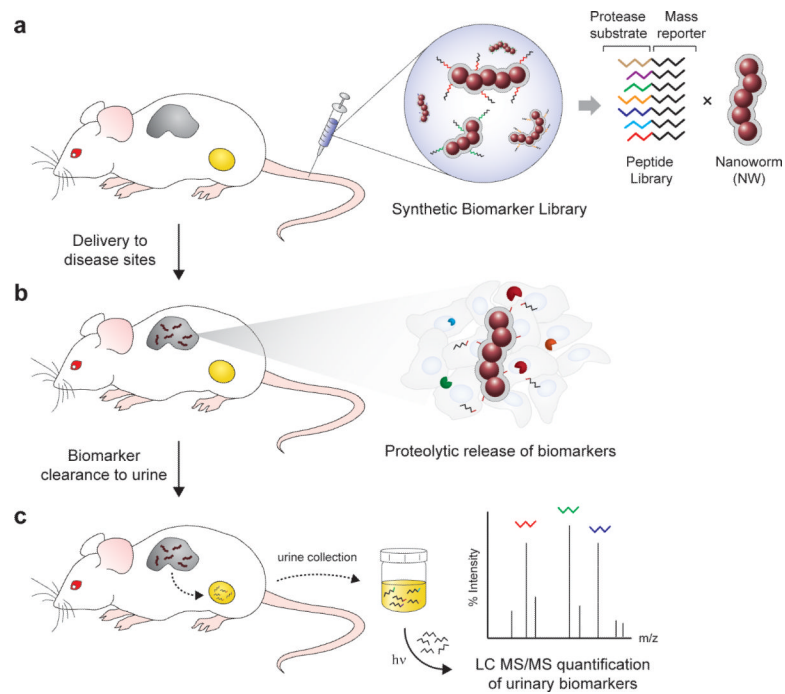 a
Protease
substrate
Mass
reporter
×
Peptide
Library
Nanoworm
(NW)
Synthetic Biomarker Library
Delivery to
disease sites
b
Proteolytic release of biomarkers
Biomarker
clearance to urine
c
urine collection
hν
% Intensity
m/z
LC MS/MS quantification
of urinary biomarkers